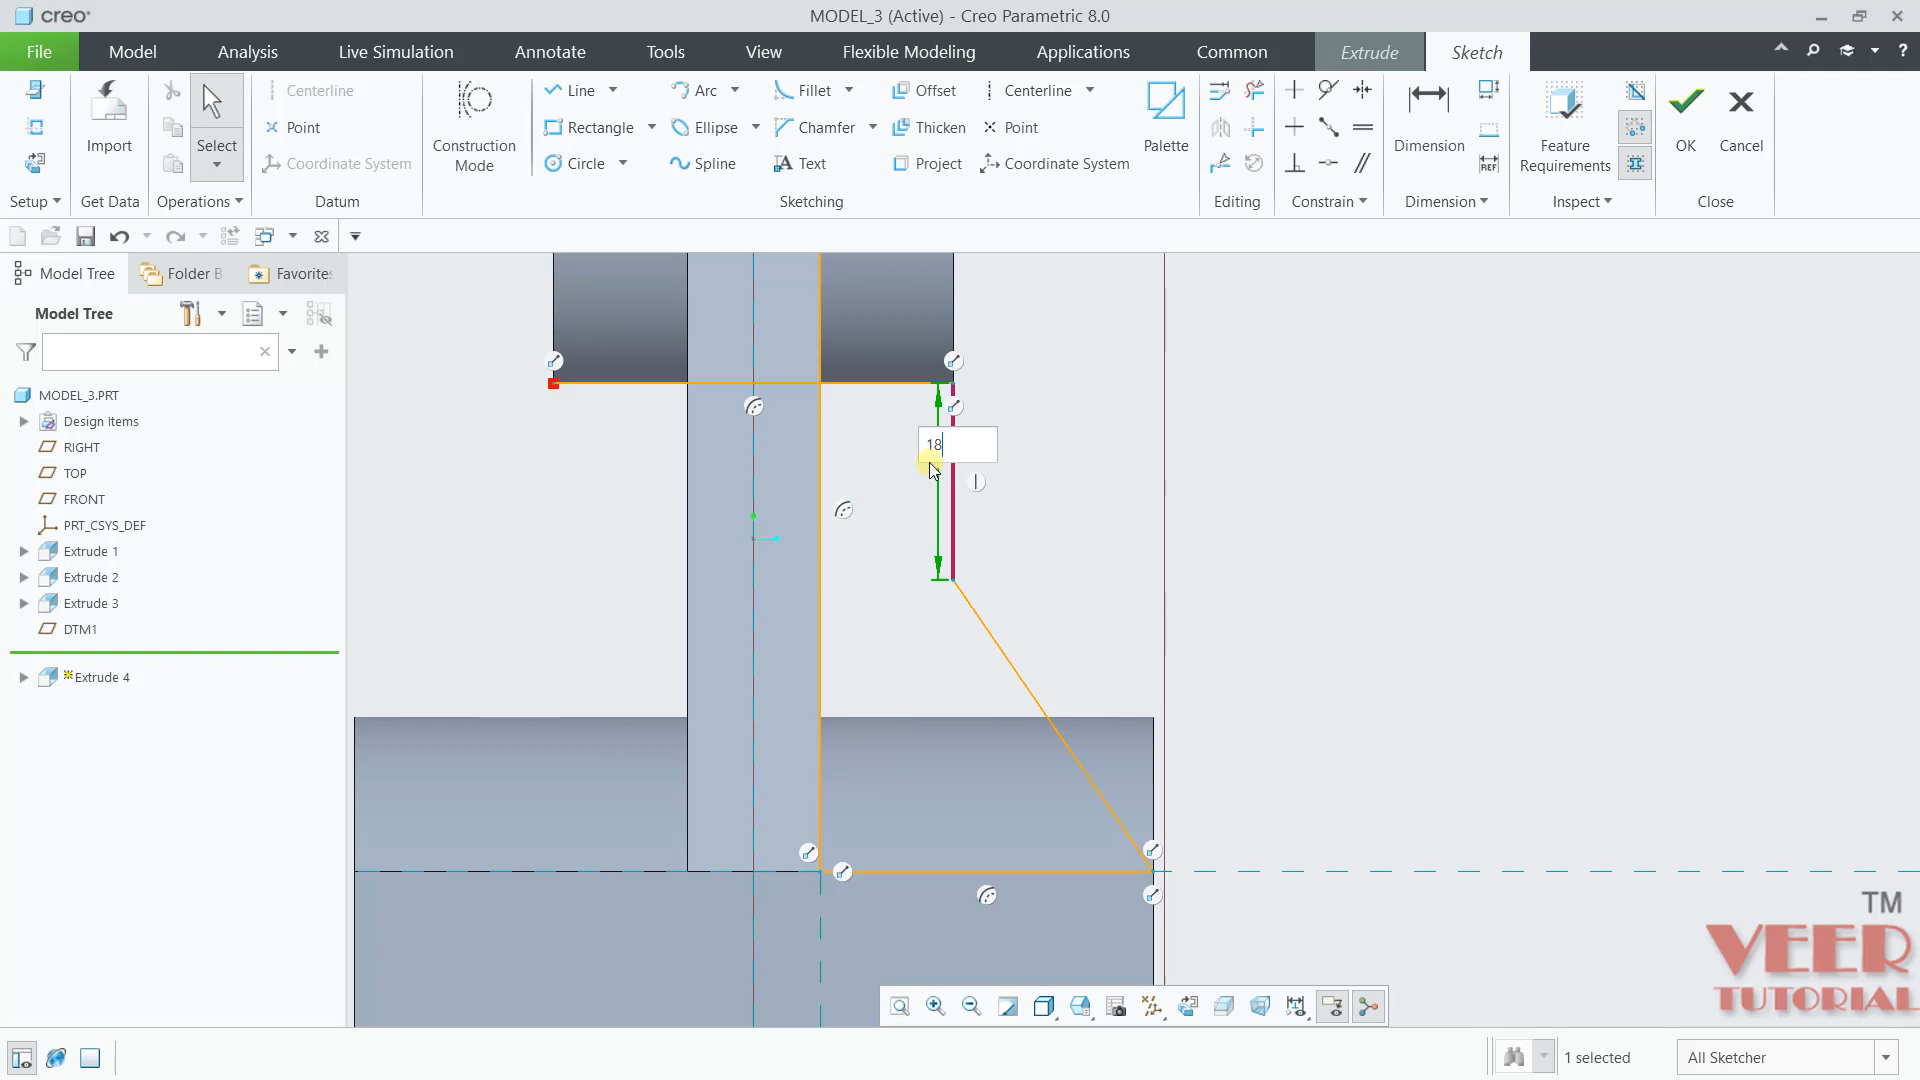 creo
MODEL_3 (Active) - Creo Parametric 8.0
File Model Analysis Live Simulation Annotate Tools View Flexible Modeling Applications Common Extrude Sketch
Centerline
Point
Coordinate System
Line Arc Fillet Offset Centerline
Rectangle Ellipse Chamfer Thicken Point
Circle Spline Text Project Coordinate System
Import
Select
Construction Mode
Palette
Dimension
REF
Feature Requirements
OK
Cancel
Setup Get Data Operations Datum Sketching Editing Constrain Dimension Inspect Close
Model Tree Folder B Favorites
Model Tree
MODEL_3.PRT
Design Items
RIGHT
TOP
FRONT
PRT_CSYS_DEF
Extrude 1
Extrude 2
Extrude 3
DTM1
Extrude 4
18
TM
VEER
TUTORIAL
1 selected
All Sketcher